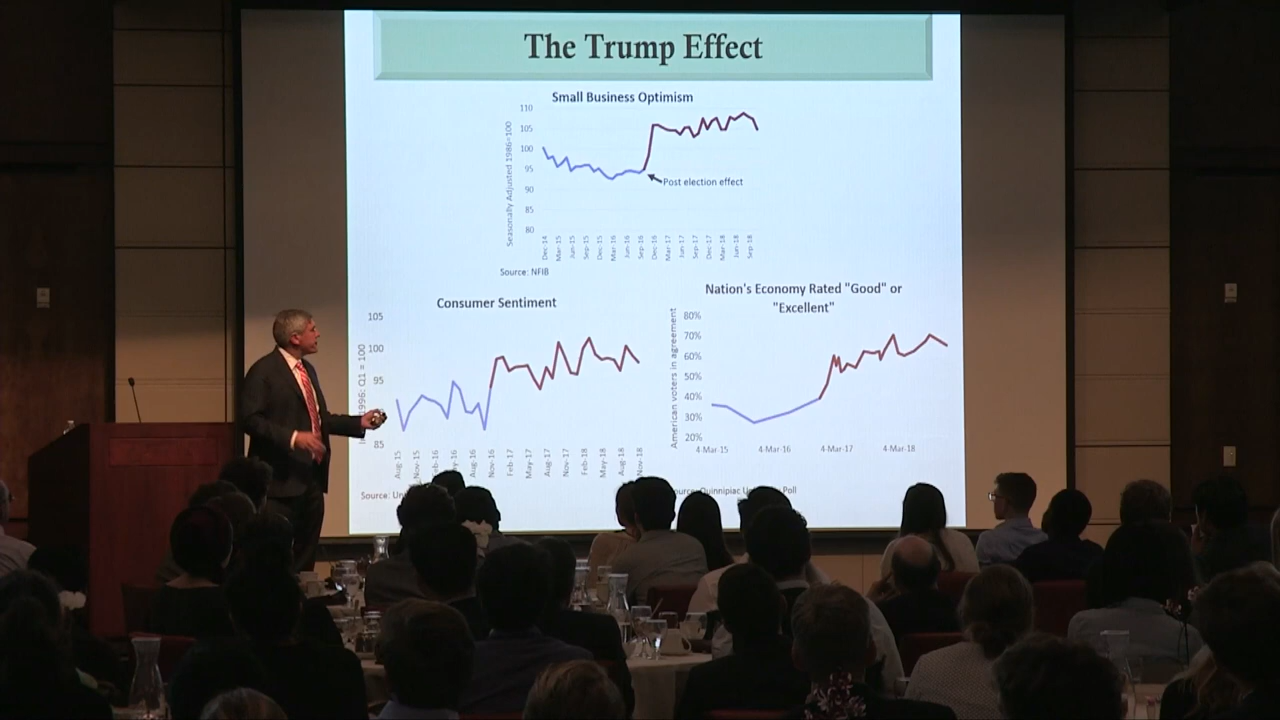 The Trump Effect
Small Business Optimism
Seasonally Adjusted 1986=100
110
105
100
95
90
85
80
Post election effect
Dec-14
Mar-15
Jun-15
Sep-15
Dec-15
Mar-16
Jun-16
Sep-16
Dec-16
Mar-17
Jun-17
Sep-17
Dec-17
Mar-18
Jun-18
Sep-18
Source: NFIB
Consumer Sentiment
1996: Q1 = 100
105
100
95
85
Aug-15
Nov-15
Aug-16
Nov-16
Feb-17
May-17
Aug-17
Nov-17
Feb-18
May-18
Aug-18
Nov-18
Source:
Nation's Economy Rated "Good" or
"Excellent"
American voters in agreement
80%
70%
60%
50%
40%
30%
20%
4-Mar-15
4-Mar-16
4-Mar-17
4-Mar-18
Quinnipiac
Poll